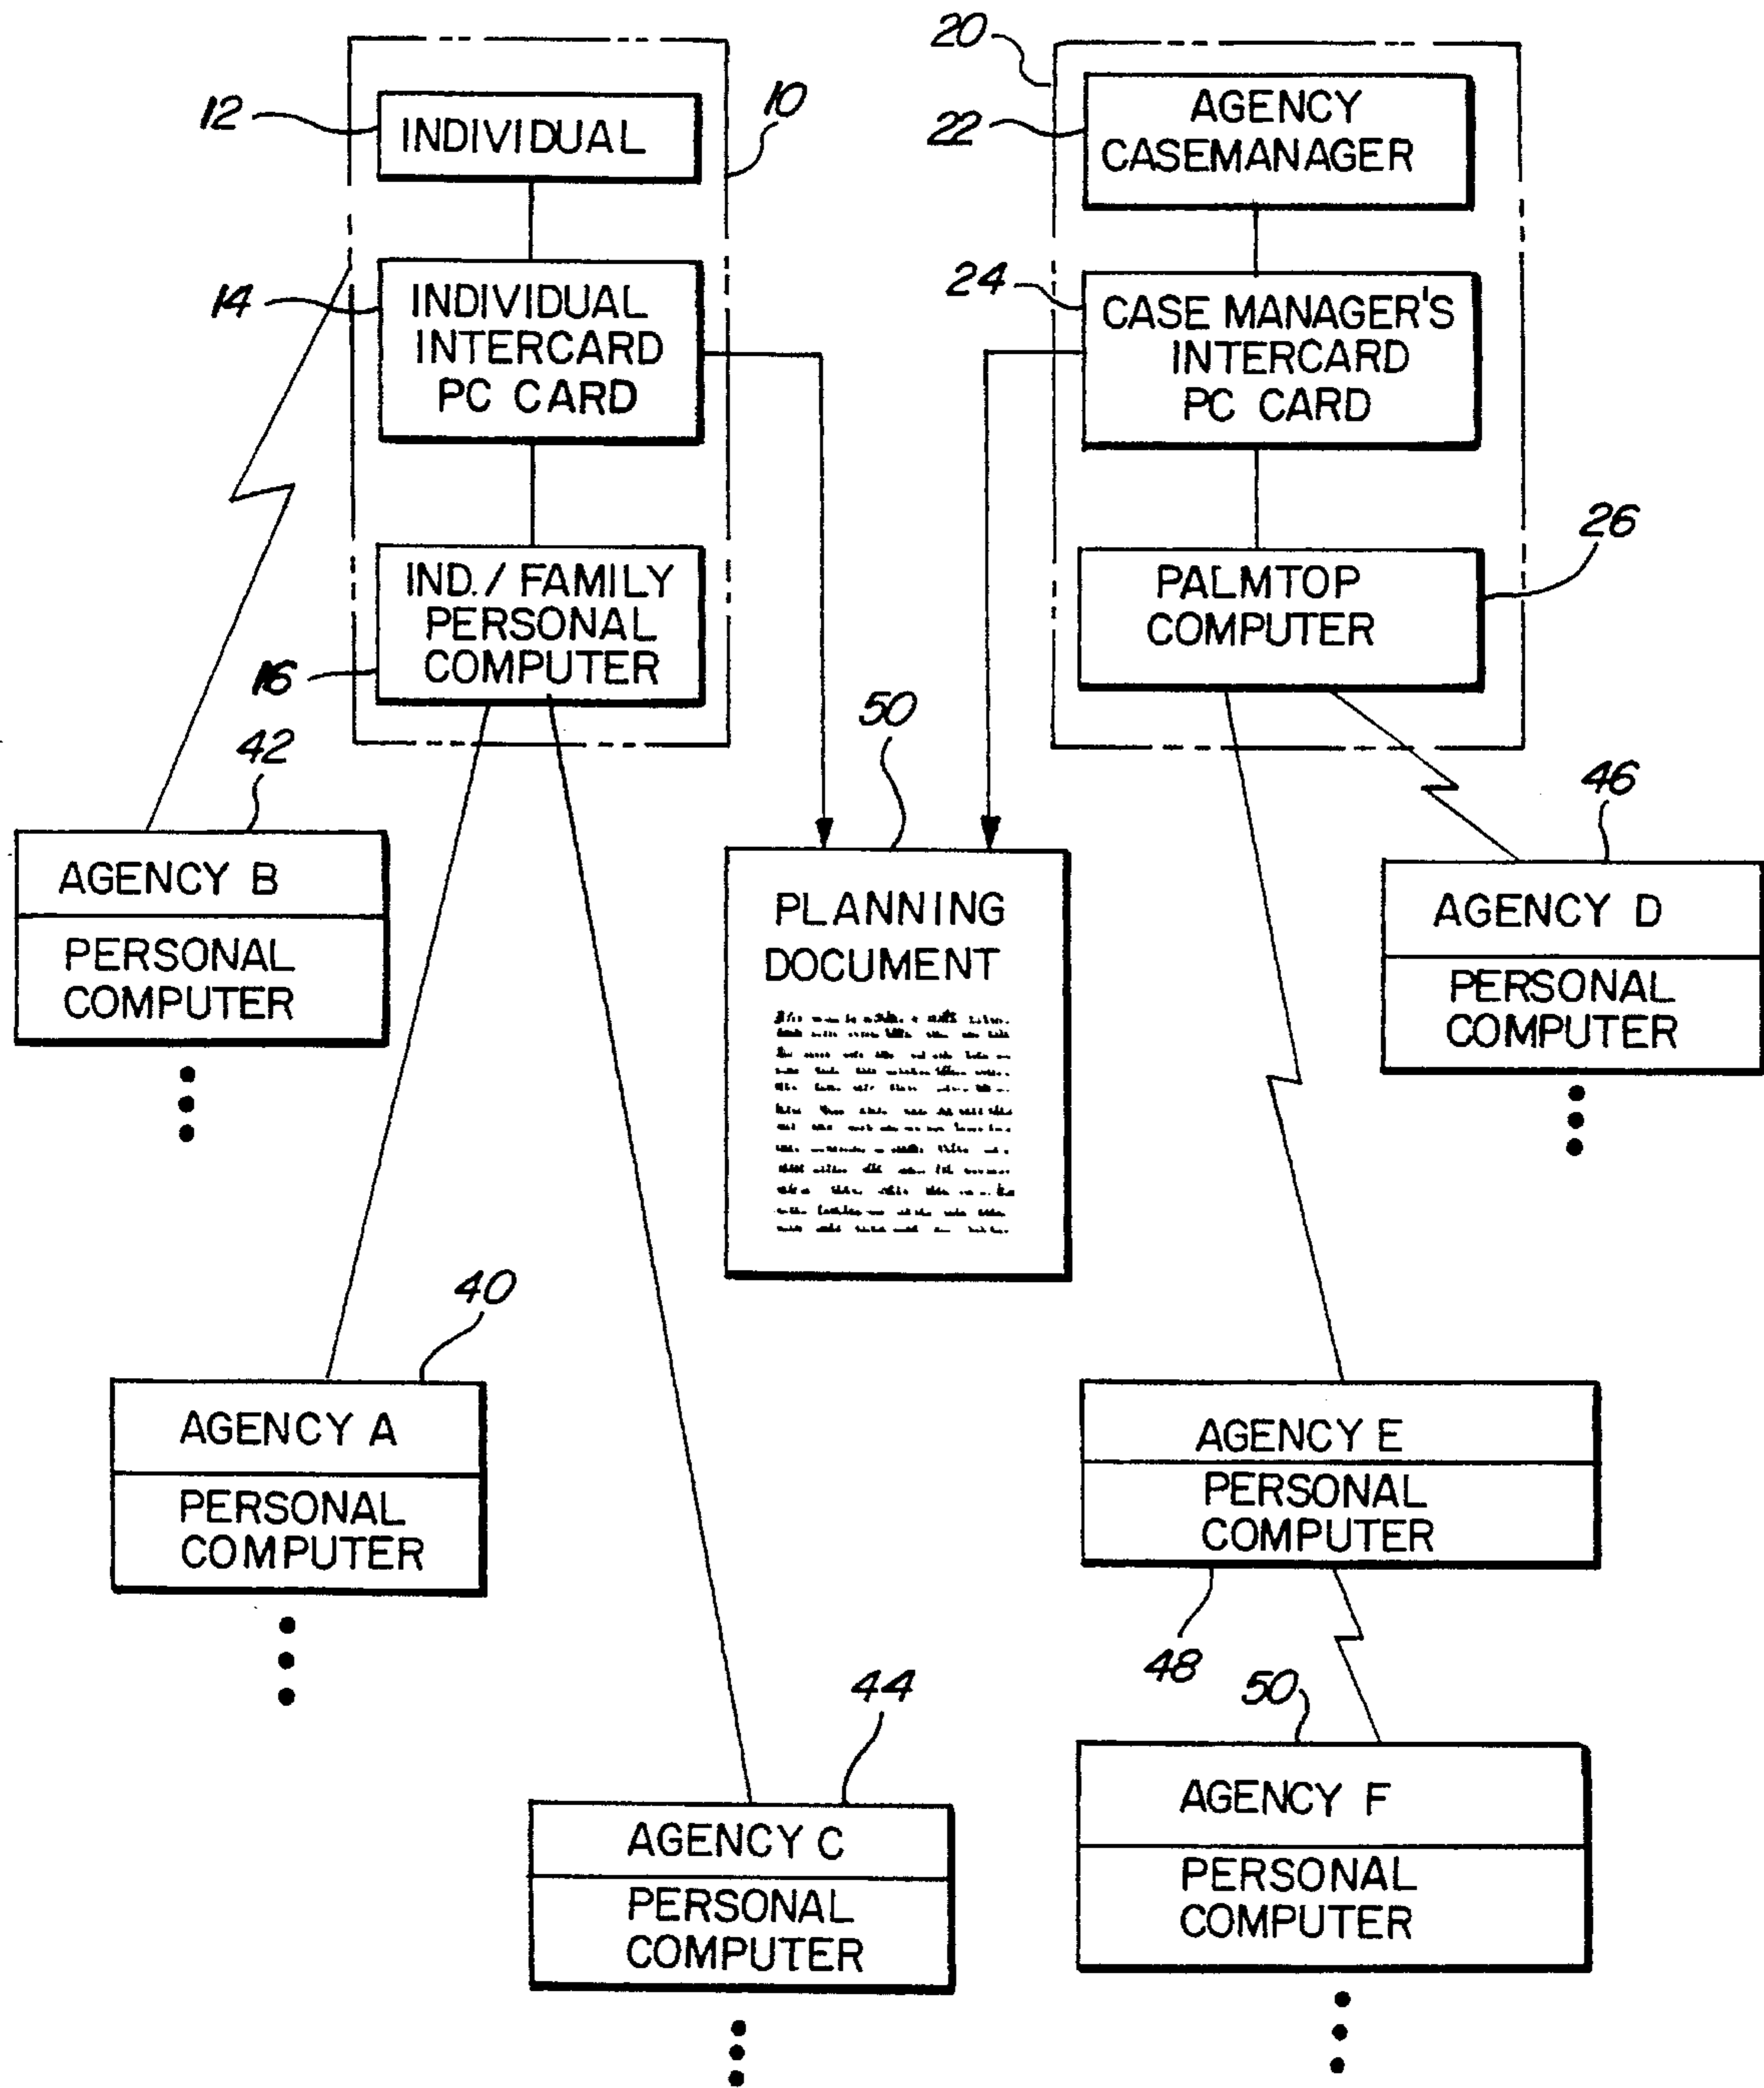 12
INDIVIDUAL
10
14
INDIVIDUAL
INTERCARD
PC CARD
16
IND. / FAMILY
PERSONAL
COMPUTER
20
22
AGENCY
CASEMANAGER
24
CASE MANAGER'S
INTERCARD
PC CARD
26
PALMTOP
COMPUTER
42
AGENCY B
PERSONAL
COMPUTER
50
PLANNING
DOCUMENT
46
AGENCY D
PERSONAL
COMPUTER
40
AGENCY A
PERSONAL
COMPUTER
AGENCY E
PERSONAL
COMPUTER
48
44
AGENCY C
PERSONAL
COMPUTER
50
AGENCY F
PERSONAL
COMPUTER